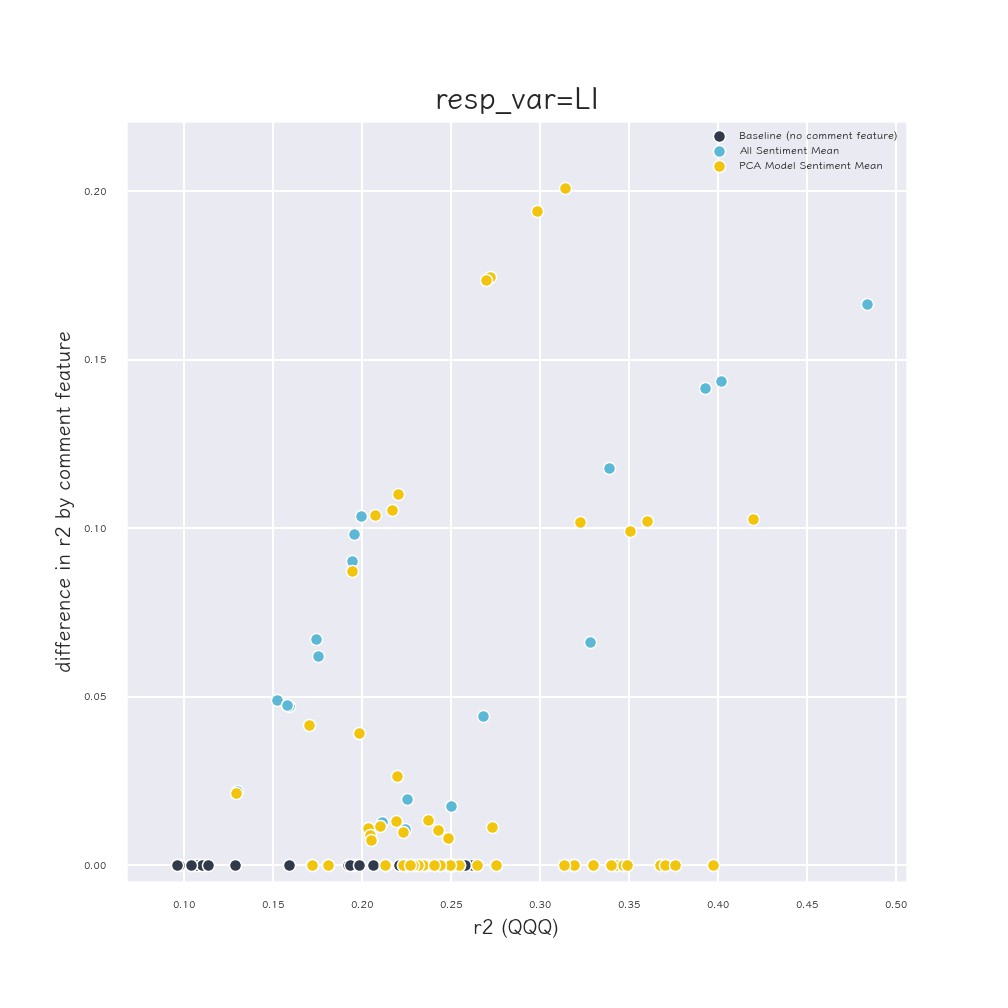 resp_var=LI
Baseline (no comment feature)
All Sentiment Mean
PCA Model Sentiment Mean
difference in r2 by comment feature
0.20
0.15
0.10
0.05
0.00
0.10 0.15 0.20 0.25 0.30 0.35 0.40 0.45 0.50
r2 (QQQ)